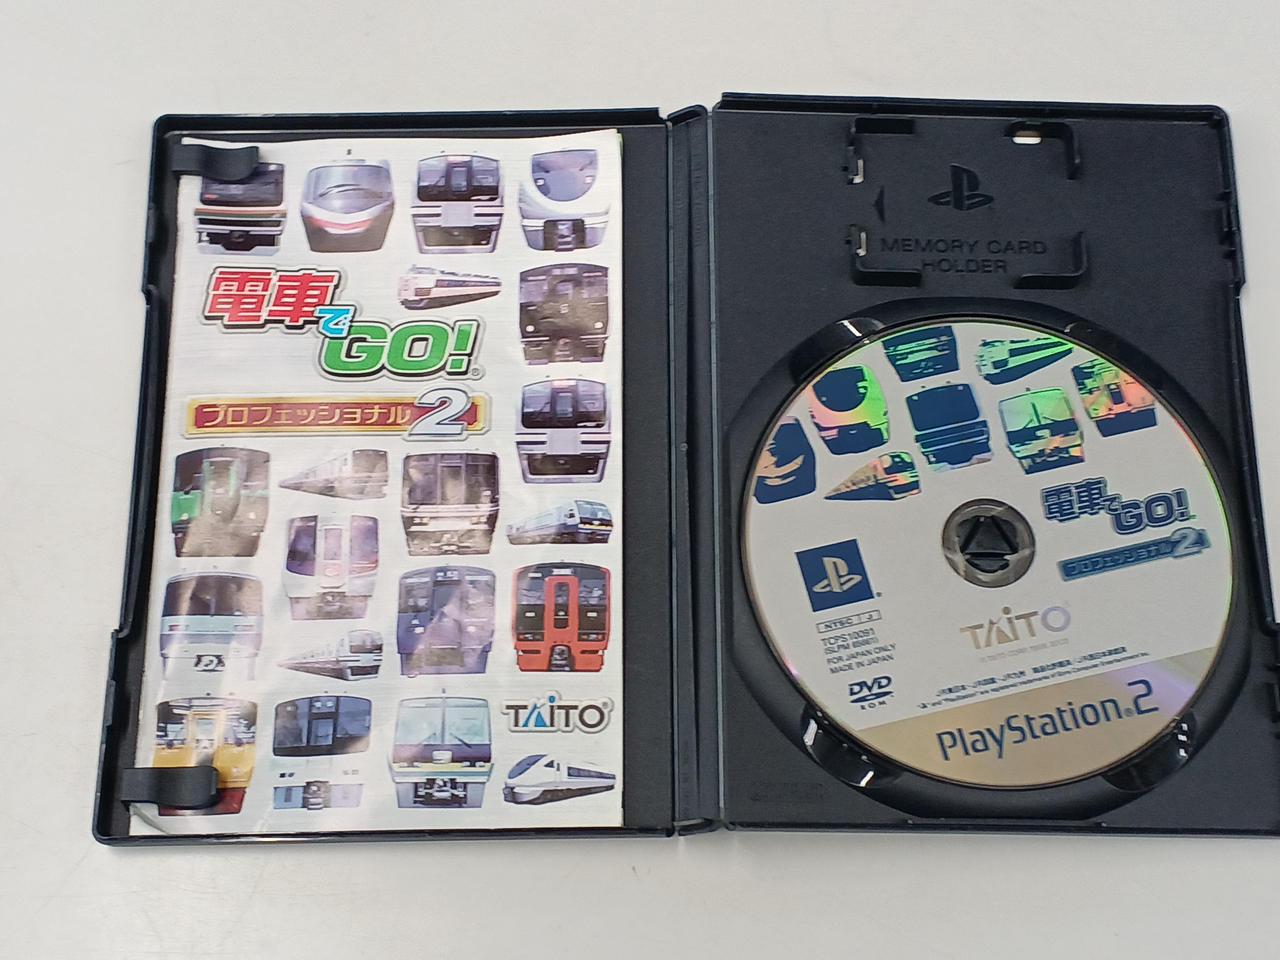 電車でGO!
プロフェッショナル2
TAITO
MEMORY CARD
HOLDER
電車でGO!
プロフェッショナル2
NTSC J
TCPS10091
FOR JAPAN ONLY
MADE IN JAPAN
TAITO
DVD
ROM
PlayStation®2